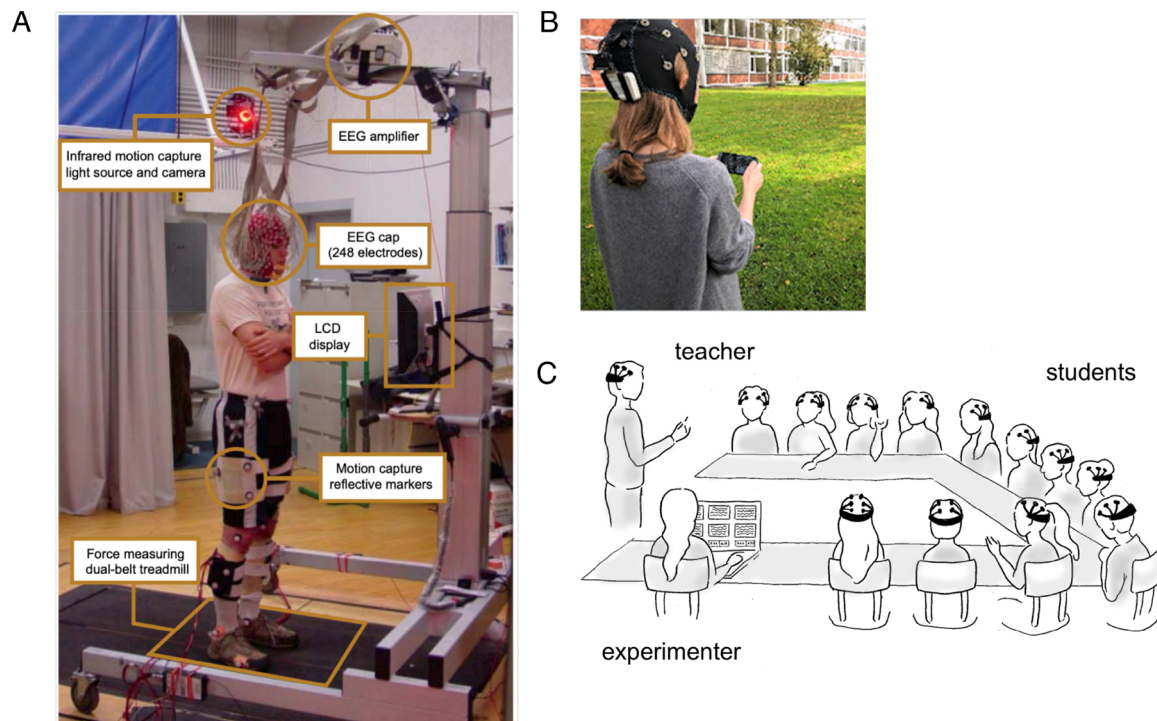 A
EEG amplifier
Infrared motion capture
light source and camera
EEG cap
(248 electrodes)
LCD
display
Motion capture
reflective markers
Force measuring
dual-belt treadmill
B
C
teacher
students
experimenter